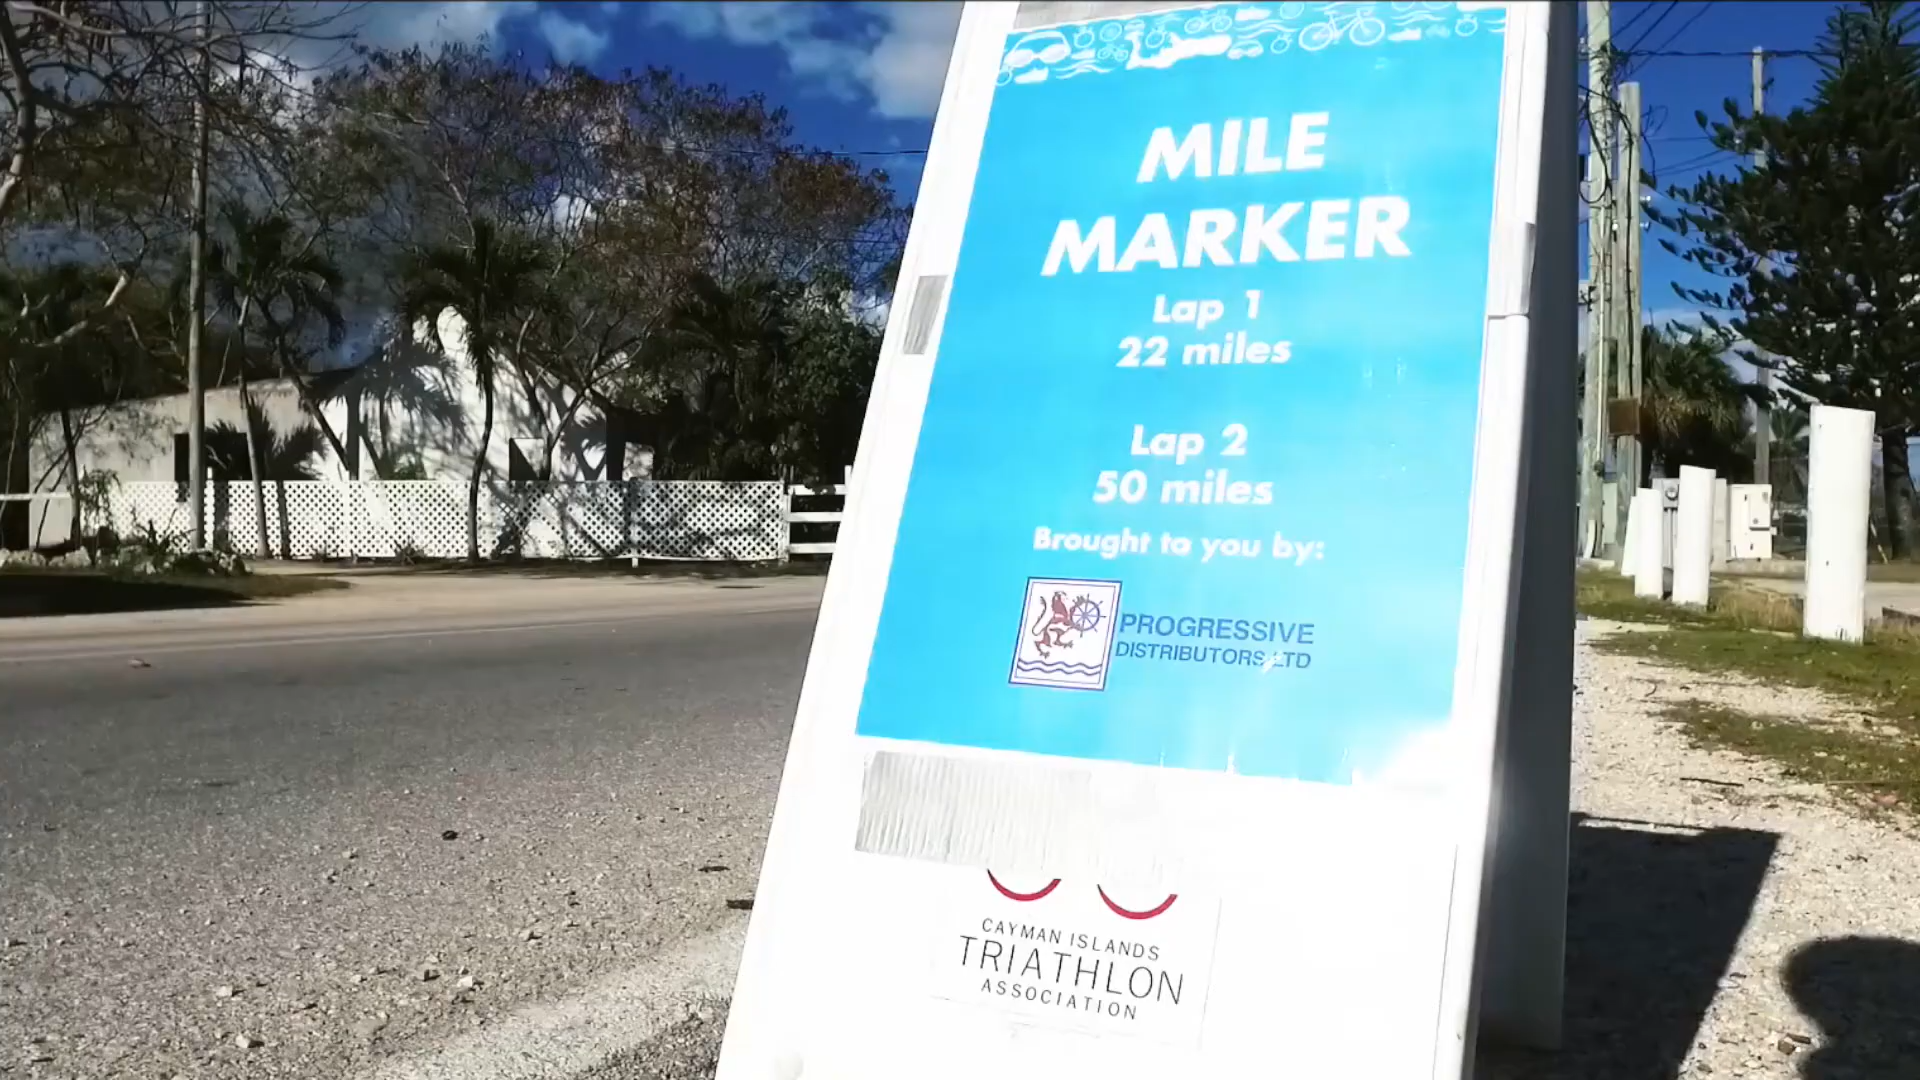 MILE
MARKER
Lap 1
22 miles
Lap 2
50 miles
Brought to you by:
PROGRESSIVE
DISTRIBUTORS LTD
CAYMAN ISLANDS
TRIATHLON
ASSOCIATION